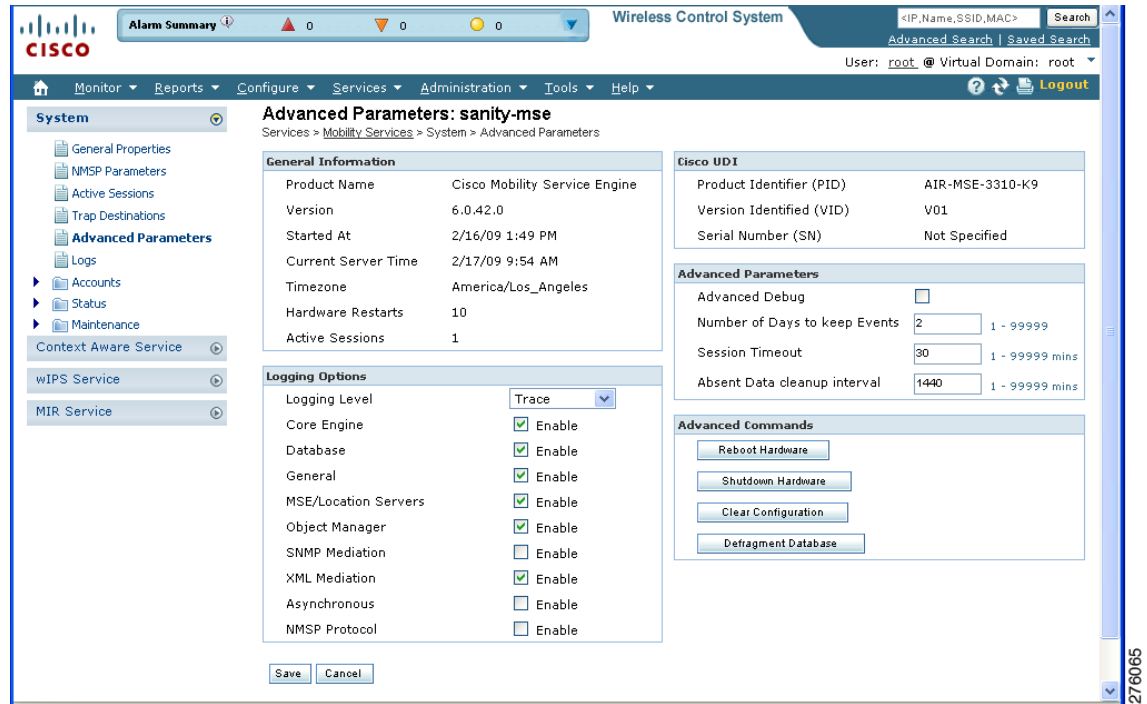 Alarm Summary 0 0 0
Wireless Control System
<IP,Name,SSID,MAC> Search
Advanced Search | Saved Search
CISCO
User: root @ Virtual Domain: root
Monitor Reports Configure Services Administration Tools Help Logout
System
General Properties
NMSP Parameters
Active Sessions
Trap Destinations
Advanced Parameters
Logs
Accounts
Status
Maintenance
Context Aware Service
wIPS Service
MIR Service
Advanced Parameters: sanity-mse
Services > Mobility Services > System > Advanced Parameters
General Information
Product Name Cisco Mobility Service Engine
Version 6.0.42.0
Started At 2/16/09 1:49 PM
Current Server Time 2/17/09 9:54 AM
Timezone America/Los_Angeles
Hardware Restarts 10
Active Sessions 1
Logging Options
Logging Level Trace
Core Engine Enable
Database Enable
General Enable
MSE/Location Servers Enable
Object Manager Enable
SNMP Mediation Enable
XML Mediation Enable
Asynchronous Enable
NMSP Protocol Enable
Save Cancel
Cisco UDI
Product Identifier (PID) AIR-MSE-3310-K9
Version Identified (VID) V01
Serial Number (SN) Not Specified
Advanced Parameters
Advanced Debug
Number of Days to keep Events 2 1 - 99999
Session Timeout 30 1 - 99999 mins
Absent Data cleanup interval 1440 1 - 99999 mins
Advanced Commands
Reboot Hardware
Shutdown Hardware
Clear Configuration
Defragment Database
276065